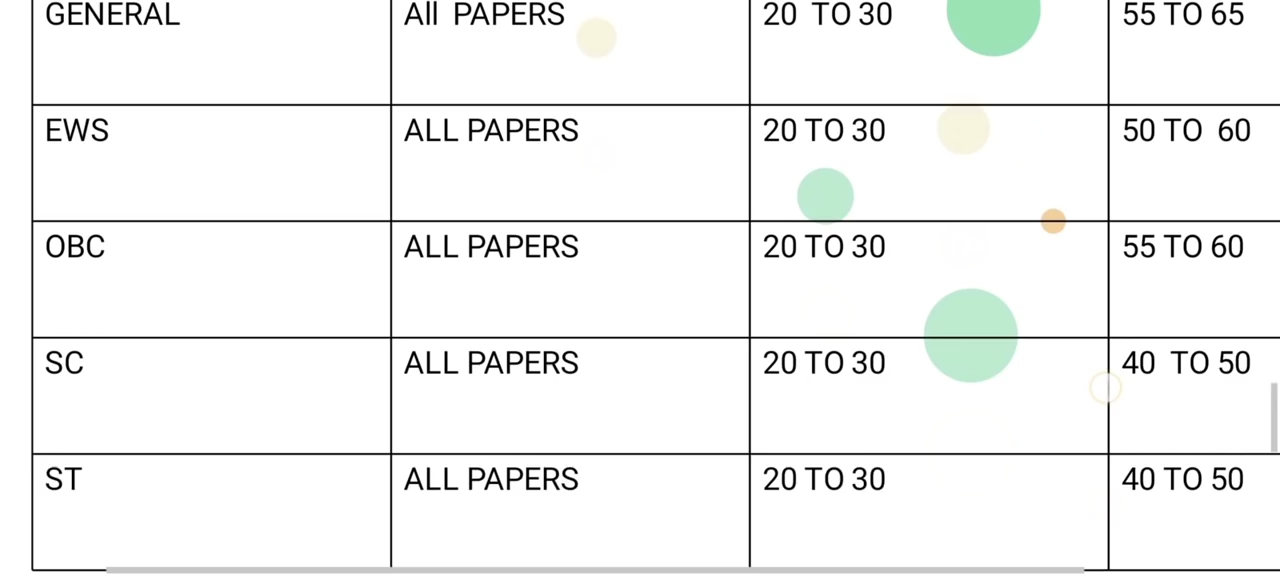 GENERAL All PAPERS 20 TO 30 55 TO 65
EWS ALL PAPERS 20 TO 30 50 TO 60
OBC ALL PAPERS 20 TO 30 55 TO 60
SC ALL PAPERS 20 TO 30 40 TO 50
ST ALL PAPERS 20 TO 30 40 TO 50